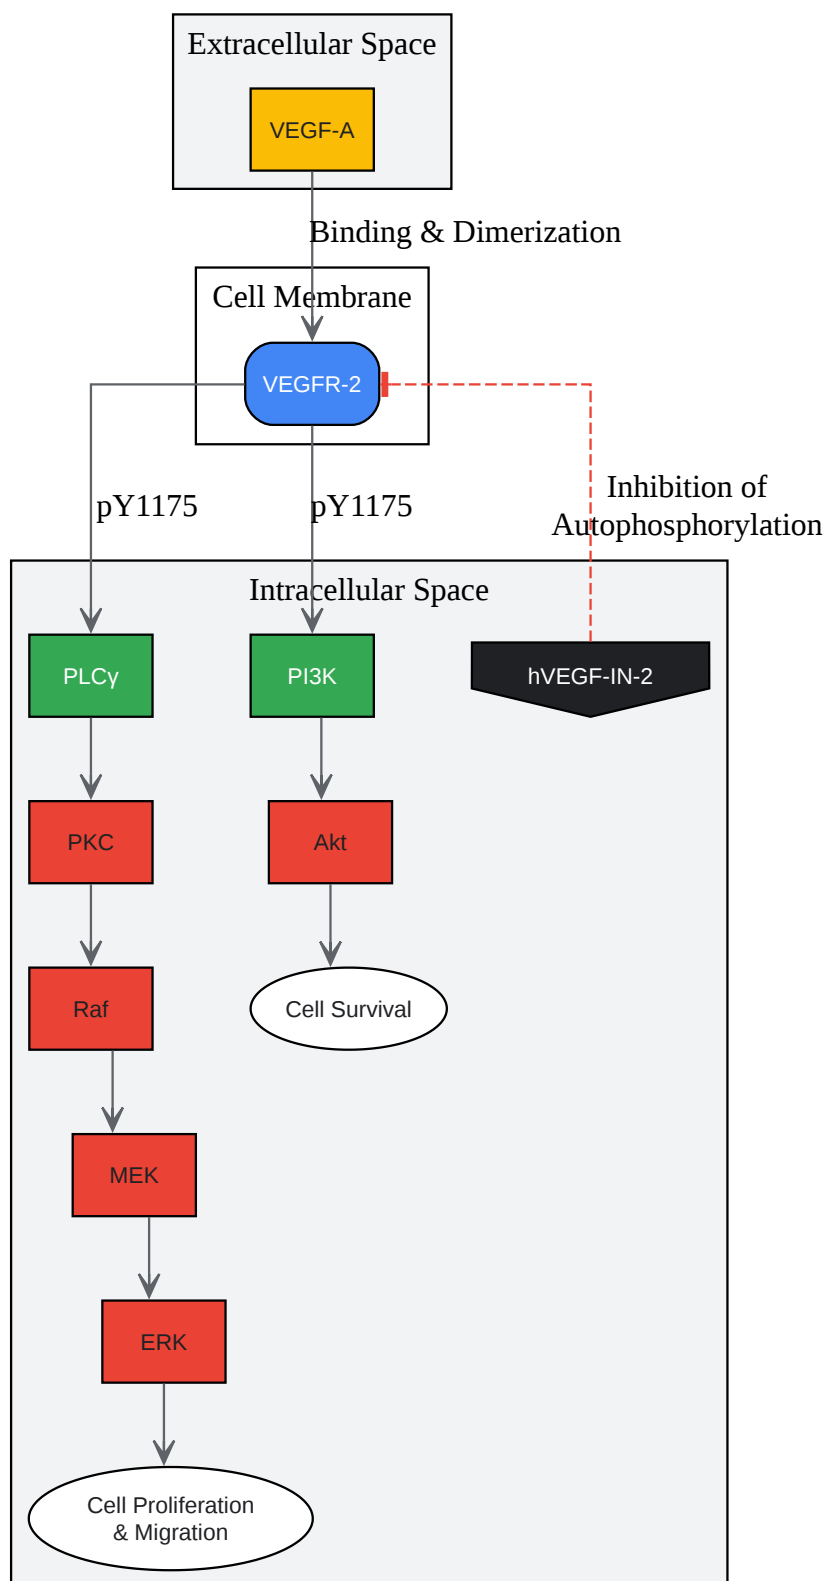 Extracellular Space
VEGF-A
Binding & Dimerization
Cell Membrane
VEGFR-2
pY1175
pY1175
Inhibition of
Autophosphorylation
Intracellular Space
PLCγ
PI3K
hVEGF-IN-2
PKC
Akt
Raf
Cell Survival
MEK
ERK
Cell Proliferation
& Migration